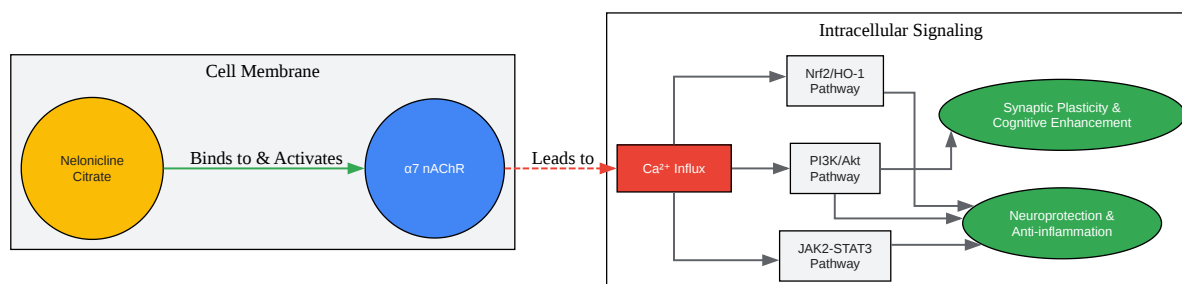 Intracellular Signaling
Cell Membrane
Nelonicline
Citrate
Binds to & Activates
α7 nAChR
Leads to
Ca²⁺ Influx
Nrf2/HO-1
Pathway
PI3K/Akt
Pathway
JAK2-STAT3
Pathway
Synaptic Plasticity &
Cognitive Enhancement
Neuroprotection &
Anti-inflammation